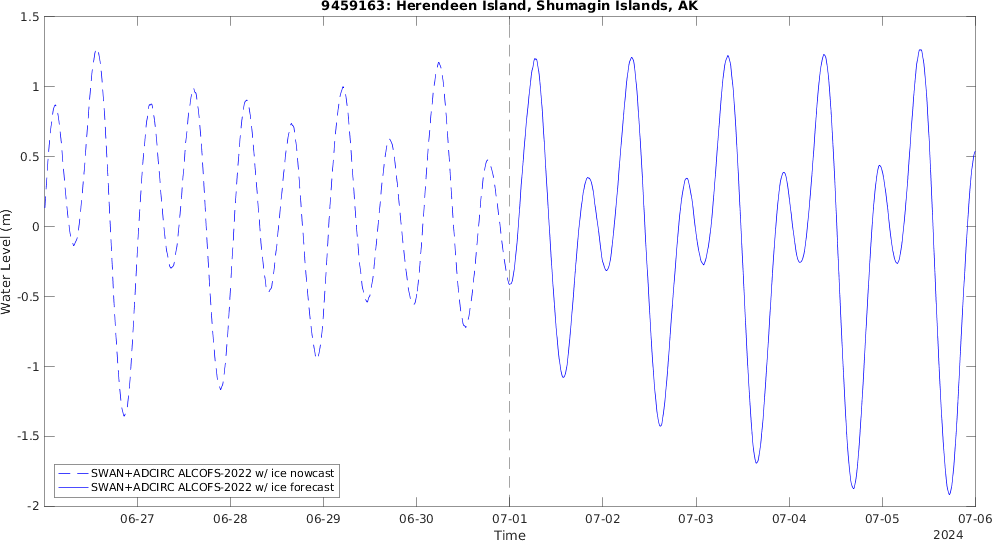 9459163: Herendeen Island, Shumagin Islands, AK
1.5
1
0.5
0
-0.5
-1
-1.5
-2
Water Level (m)
SWAN+ADCIRC ALCOFS-2022 w/ ice nowcast
SWAN+ADCIRC ALCOFS-2022 w/ ice forecast
06-27 06-28 06-29 06-30 07-01 07-02 07-03 07-04 07-05 07-06
Time
2024